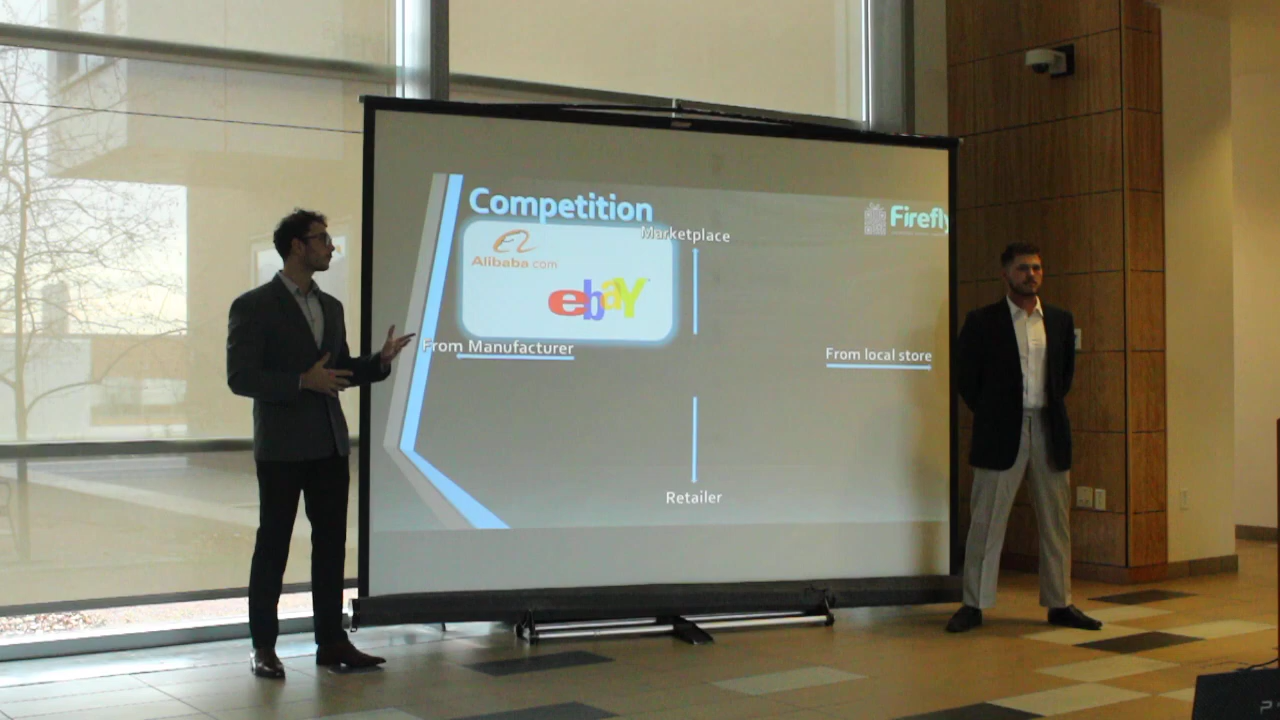 Competition
Firefly
Marketplace
Alibaba.com
ebaY
From Manufacturer
From local store
Retailer